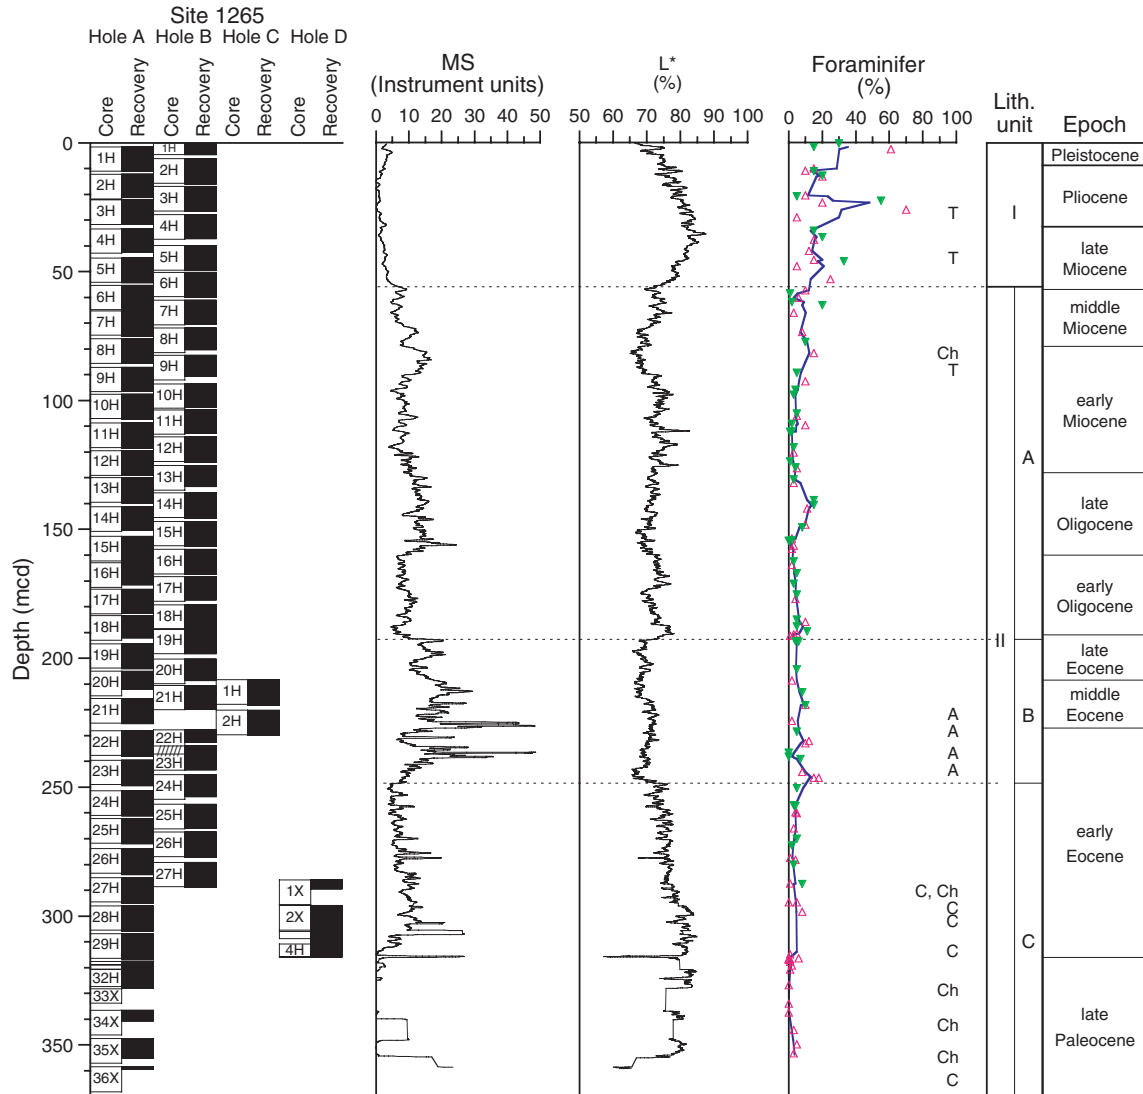 Site 1265
Hole A Hole B Hole C Hole D
Core Recovery Core Recovery Core Recovery Core Recovery
MS
(Instrument units)
L*
(%)
Foraminifer
(%)
Lith.
unit
Epoch
0 10 20 30 40 50
50 60 70 80 90 100
0 20 40 60 80 100
Depth (mcd)
0
50
100
150
200
250
300
350
1H
2H
3H
4H
5H
6H
7H
8H
9H
10H
11H
12H
13H
14H
15H
16H
17H
18H
19H
20H
21H
22H
23H
24H
25H
26H
27H
28H
29H
32H
33X
34X
35X
36X
1H
2H
3H
4H
5H
6H
7H
8H
9H
10H
11H
12H
13H
14H
15H
16H
17H
18H
19H
20H
21H
22H
23H
24H
25H
26H
27H
1H
2H
1X
2X
4H
T
T
Ch
T
A
A
A
A
C, Ch
C
C
C
Ch
Ch
Ch
C
I
II
A
B
C
Pleistocene
Pliocene
late
Miocene
middle
Miocene
early
Miocene
late
Oligocene
early
Oligocene
late
Eocene
middle
Eocene
early
Eocene
late
Paleocene